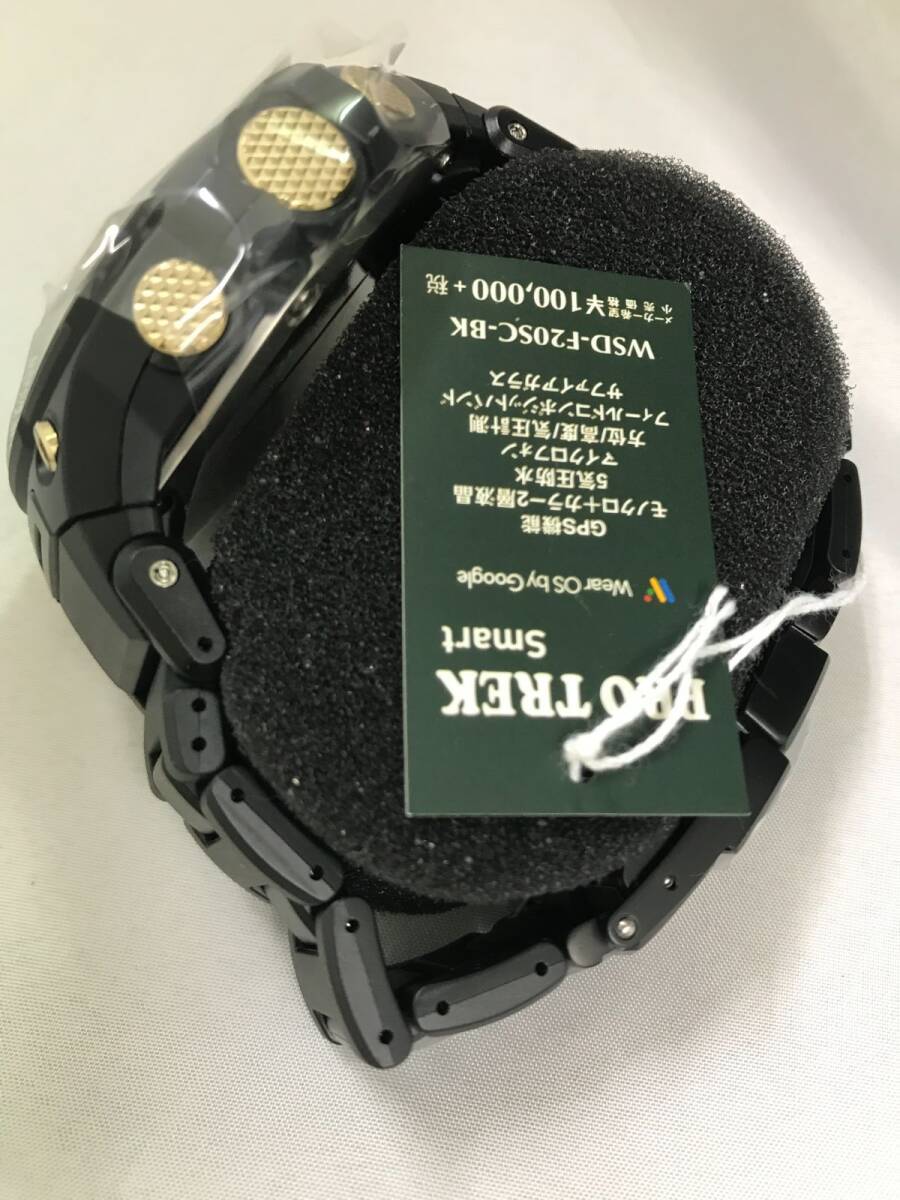 PRO TREK
Smart
Wear OS by Google
GPS機能
モノクロ+カラー2層液晶
5気圧防水
マイクロフォン
方位/高度/気圧計測
フィールドコンポジットバンド
サファイアガラス
WSD-F20SC-BK
メーカー希望小売価格 ¥100,000+税